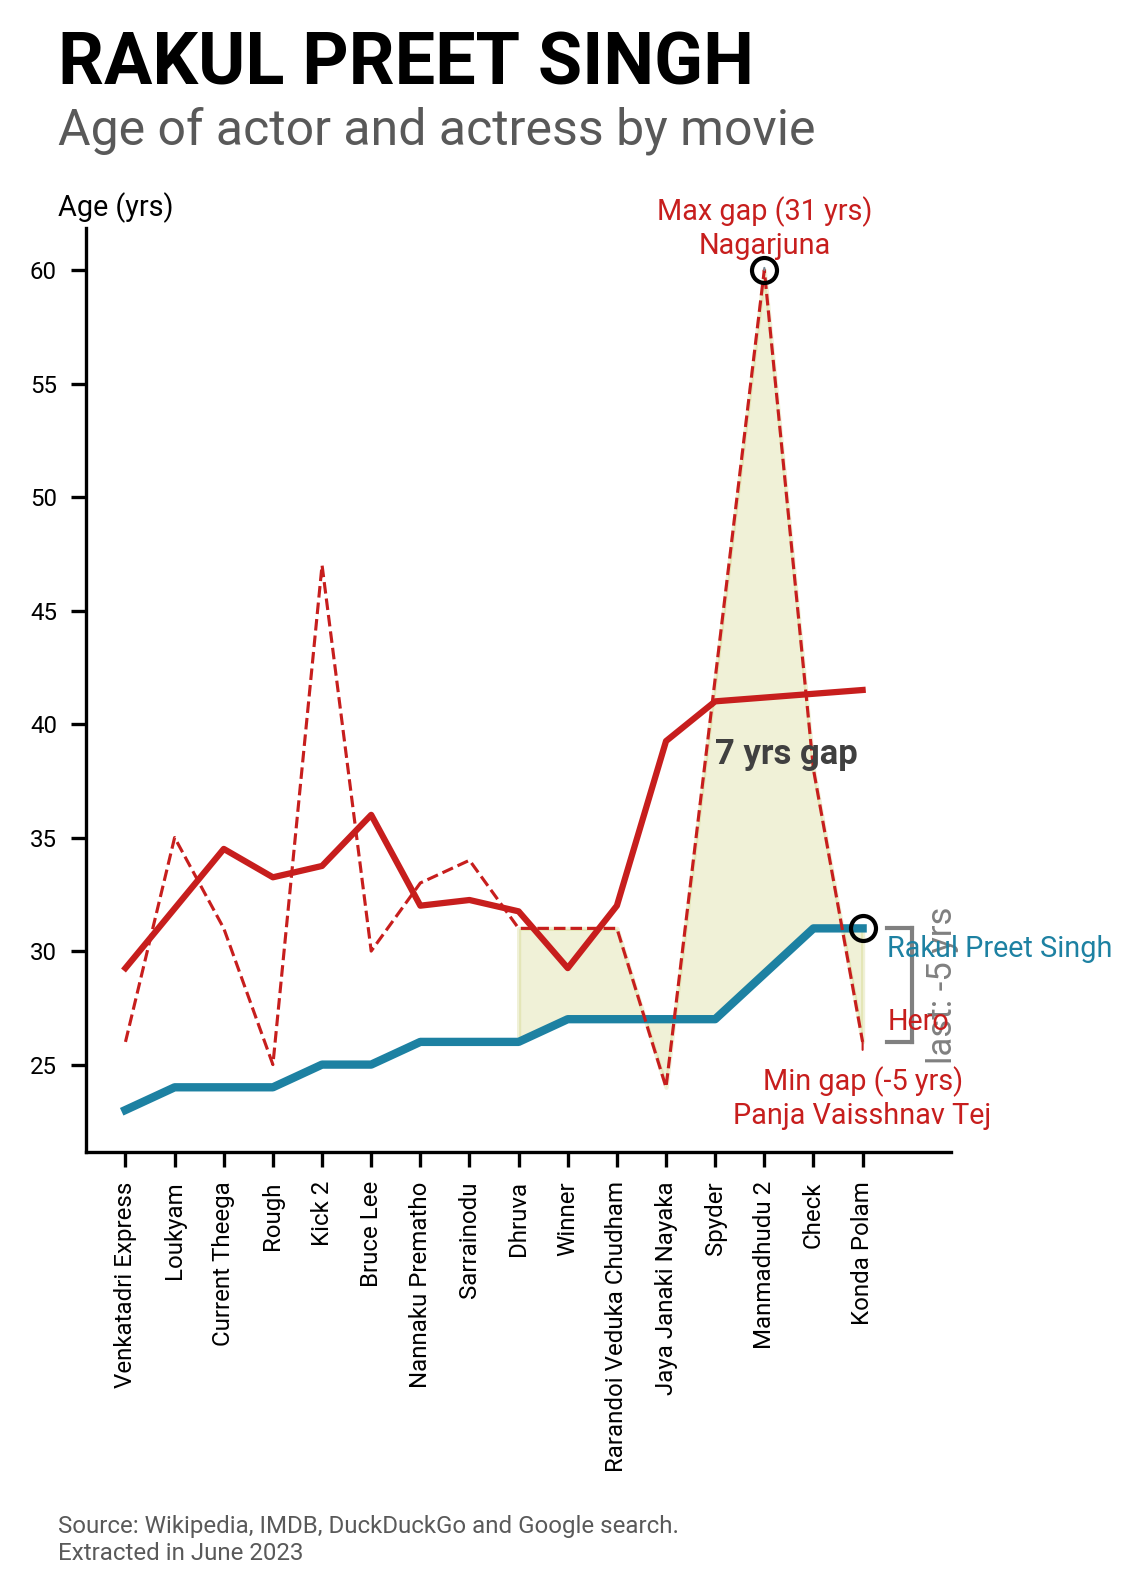 RAKUL PREET SINGH
Age of actor and actress by movie
Age (yrs)
Max gap (31 yrs)
Nagarjuna
60
55
50
45
40
35
30
25
7 yrs gap
Rakul Preet Singh
last: -5 yrs
Hero
Min gap (-5 yrs)
Panja Vaisshnav Tej
Venkatadri Express
Loukyam
Current Theega
Rough
Kick 2
Bruce Lee
Nannaku Prematho
Sarrainodu
Dhruva
Winner
Rarandoi Veduka Chudham
Jaya Janaki Nayaka
Spyder
Manmadhudu 2
Check
Konda Polam
Source: Wikipedia, IMDB, DuckDuckGo and Google search.
Extracted in June 2023